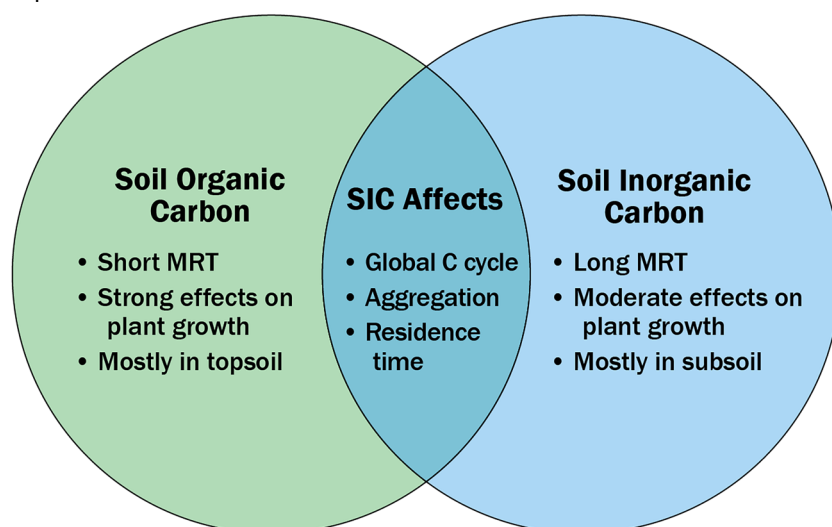 Soil Organic
Carbon
• Short MRT
• Strong effects on
plant growth
• Mostly in topsoil
SIC Affects
• Global C cycle
• Aggregation
• Residence
time
Soil Inorganic
Carbon
• Long MRT
• Moderate effects on
plant growth
• Mostly in subsoil